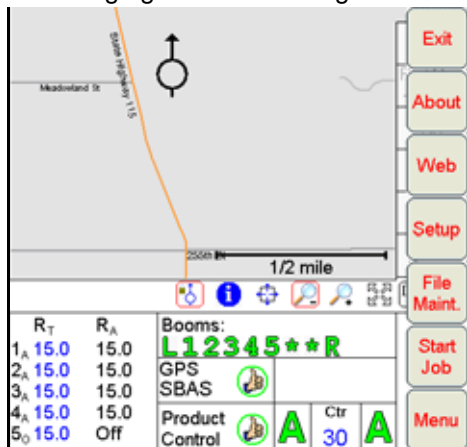 Exit
State Highway 115
Meadowland St
About
Web
Setup
255th
1/2 mile
File
Maint.
RT RA
1A 15.0 15.0
2A 15.0 15.0
3A 15.0 15.0
4A 15.0 15.0
5O 15.0 Off
Booms:
L12345**R
GPS
SBAS
Product
Control
A
Ctr
30
A
Start
Job
Menu